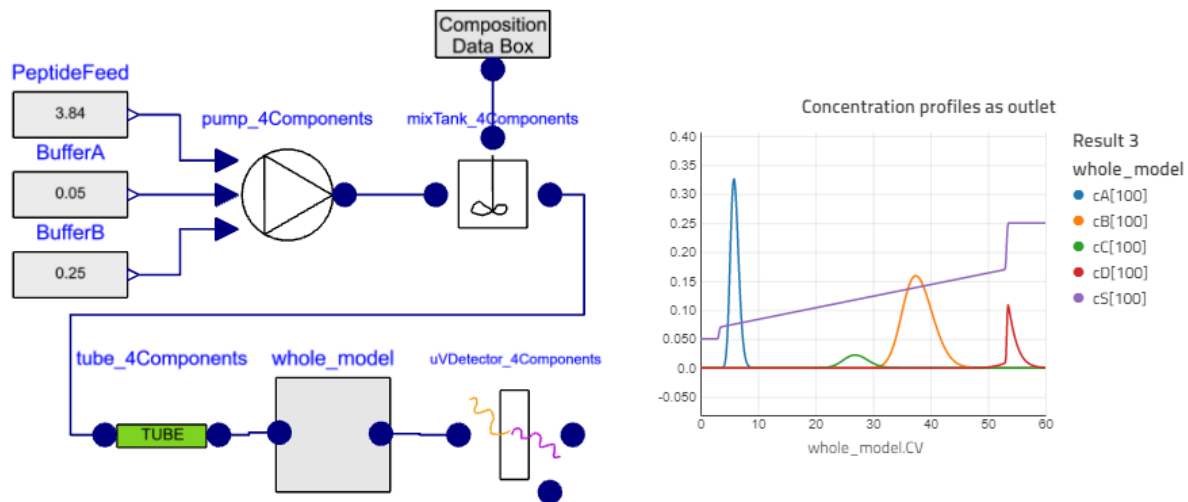 Composition
Data Box
PeptideFeed
3.84
pump_4Components
mixTank_4Components
BufferA
0.05
BufferB
0.25
tube_4Components
whole_model
uVDetector_4Components
TUBE
Concentration profiles as outlet
0.40
0.35
0.30
0.25
0.20
0.15
0.10
0.050
0.0
-0.050
0
10
20
30
40
50
60
whole_model.CV
Result 3
whole_model
cA[100]
cB[100]
cC[100]
cD[100]
cS[100]